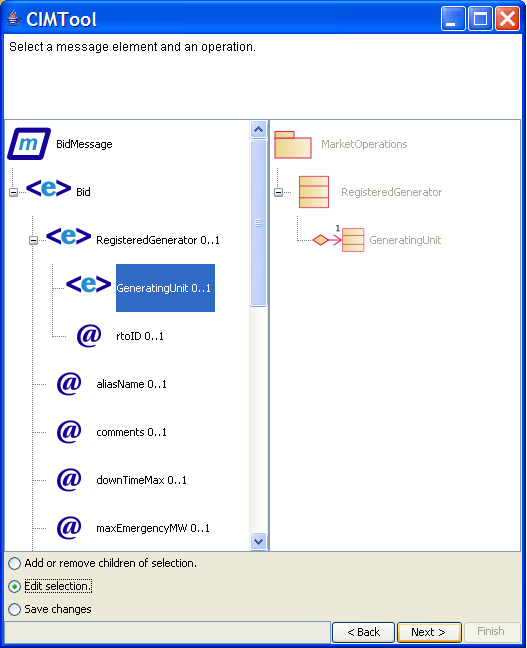 CIMTool
Select a message element and an operation.
m BidMessage
<e> Bid
<e> RegisteredGenerator 0..1
<e> GeneratingUnit 0..1
@ rtoID 0..1
@ aliasName 0..1
@ comments 0..1
@ downTimeMax 0..1
@ maxEmergencyMW 0..1
MarketOperations
RegisteredGenerator
1 GeneratingUnit
Add or remove children of selection.
Edit selection.
Save changes
< Back Next > Finish